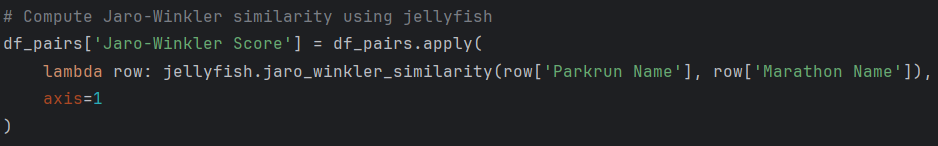 # Compute Jaro-Winkler similarity using jellyfish
df_pairs['Jaro-Winkler Score'] = df_pairs.apply(
    lambda row: jellyfish.jaro_winkler_similarity(row['Parkrun Name'], row['Marathon Name']),
    axis=1
)